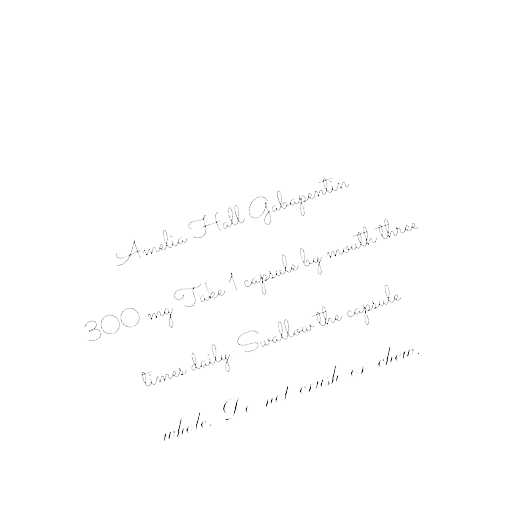 Amelia Hall Gabapentin
300 mg Take 1 capsule by mouth three
times daily Swallow the capsule
whole. Do not crush or chew.